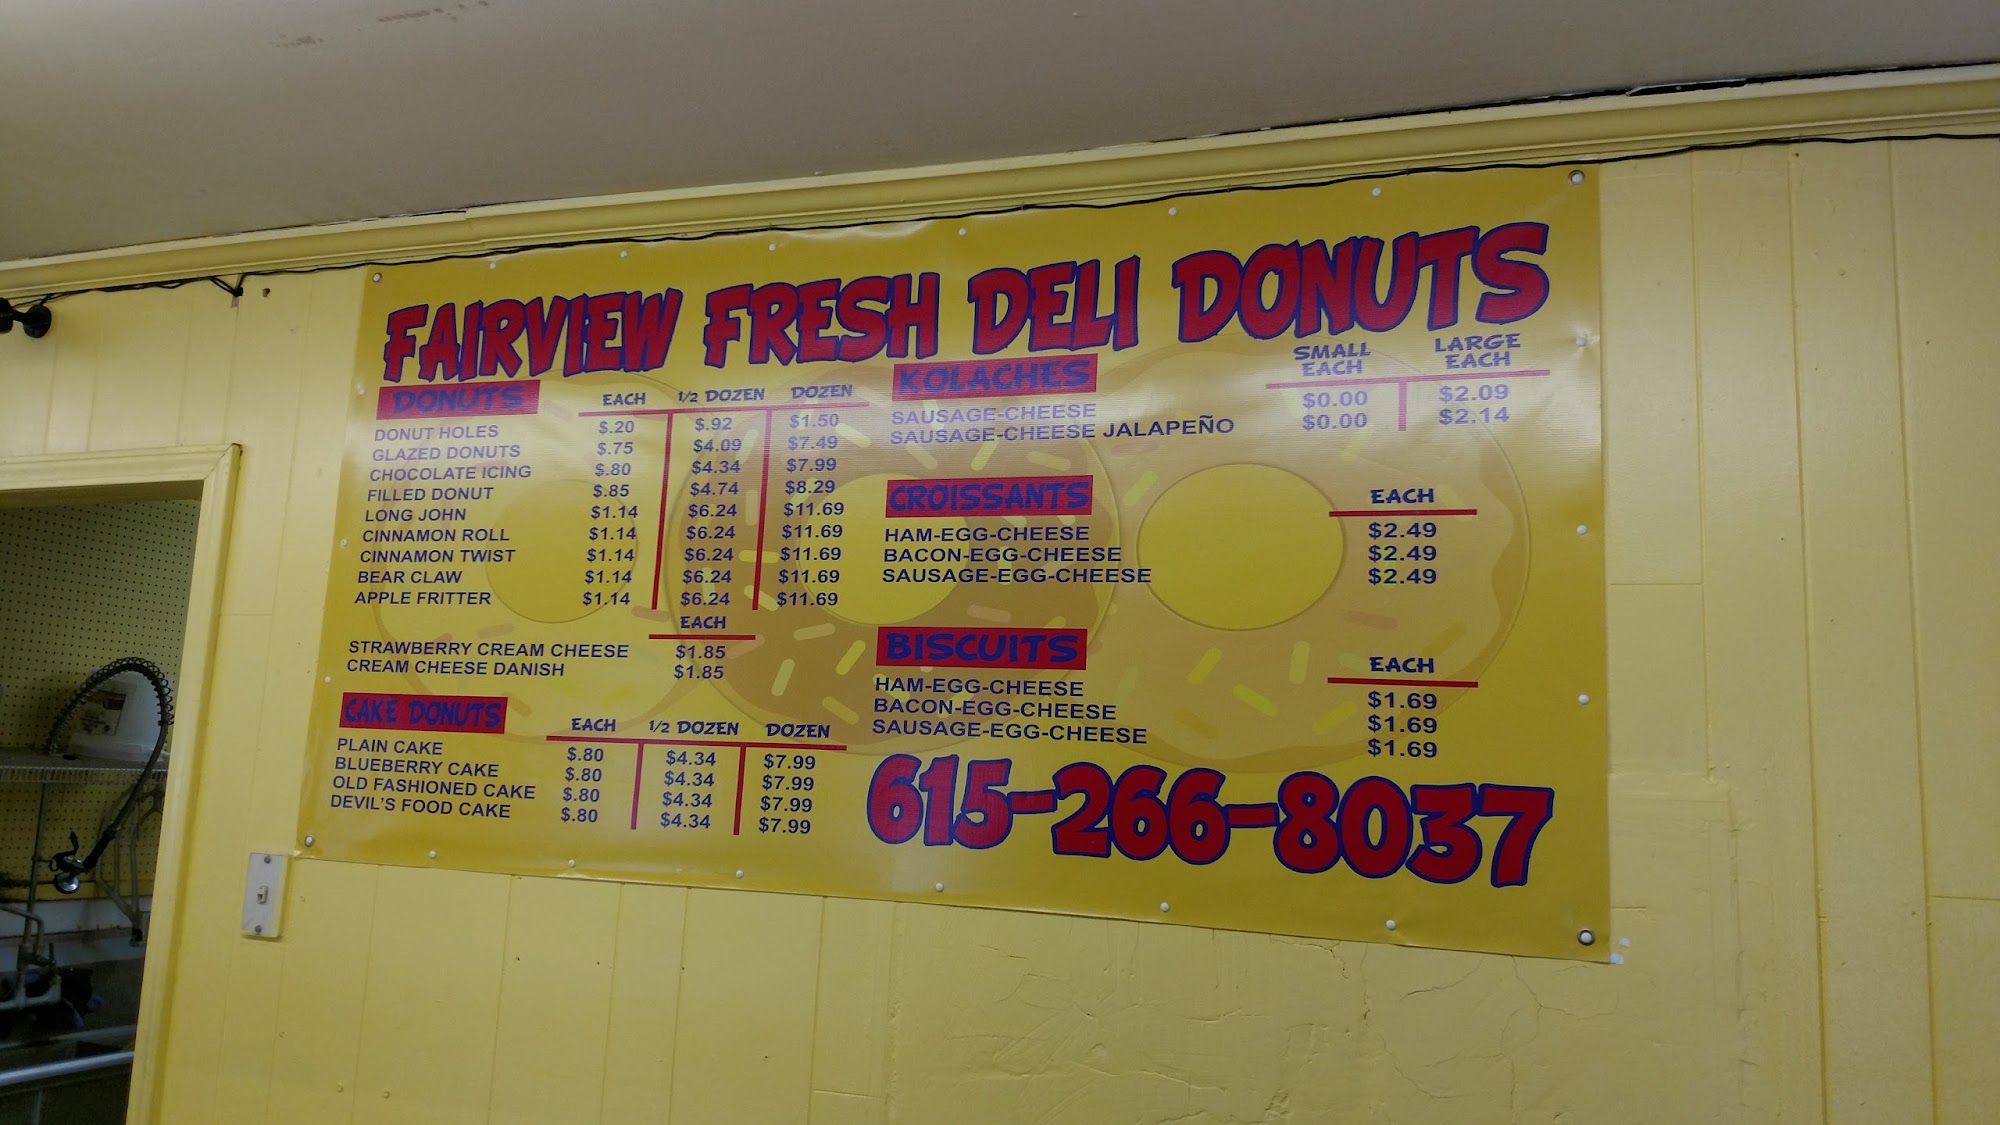 FAIRVIEW FRESH DELI DONUTS
DONUTS EACH 1/2 DOZEN DOZEN
DONUT HOLES $.20 $.92 $1.50
GLAZED DONUTS $.75 $4.09 $7.49
CHOCOLATE ICING $.80 $4.34 $7.99
FILLED DONUT $.85 $4.74 $8.29
LONG JOHN $1.14 $6.24 $11.69
CINNAMON ROLL $1.14 $6.24 $11.69
CINNAMON TWIST $1.14 $6.24 $11.69
BEAR CLAW $1.14 $6.24 $11.69
APPLE FRITTER $1.14 $6.24 $11.69
EACH
STRAWBERRY CREAM CHEESE $1.85
CREAM CHEESE DANISH $1.85
CAKE DONUTS EACH 1/2 DOZEN DOZEN
PLAIN CAKE $.80 $4.34 $7.99
BLUEBERRY CAKE $.80 $4.34 $7.99
OLD FASHIONED CAKE $.80 $4.34 $7.99
DEVIL'S FOOD CAKE $.80 $4.34 $7.99
KOLACHES SMALL EACH LARGE EACH
SAUSAGE-CHEESE $0.00 $2.09
SAUSAGE-CHEESE JALAPEÑO $0.00 $2.14
CROISSANTS EACH
HAM-EGG-CHEESE $2.49
BACON-EGG-CHEESE $2.49
SAUSAGE-EGG-CHEESE $2.49
BISCUITS EACH
HAM-EGG-CHEESE $1.69
BACON-EGG-CHEESE $1.69
SAUSAGE-EGG-CHEESE $1.69
615-266-8037